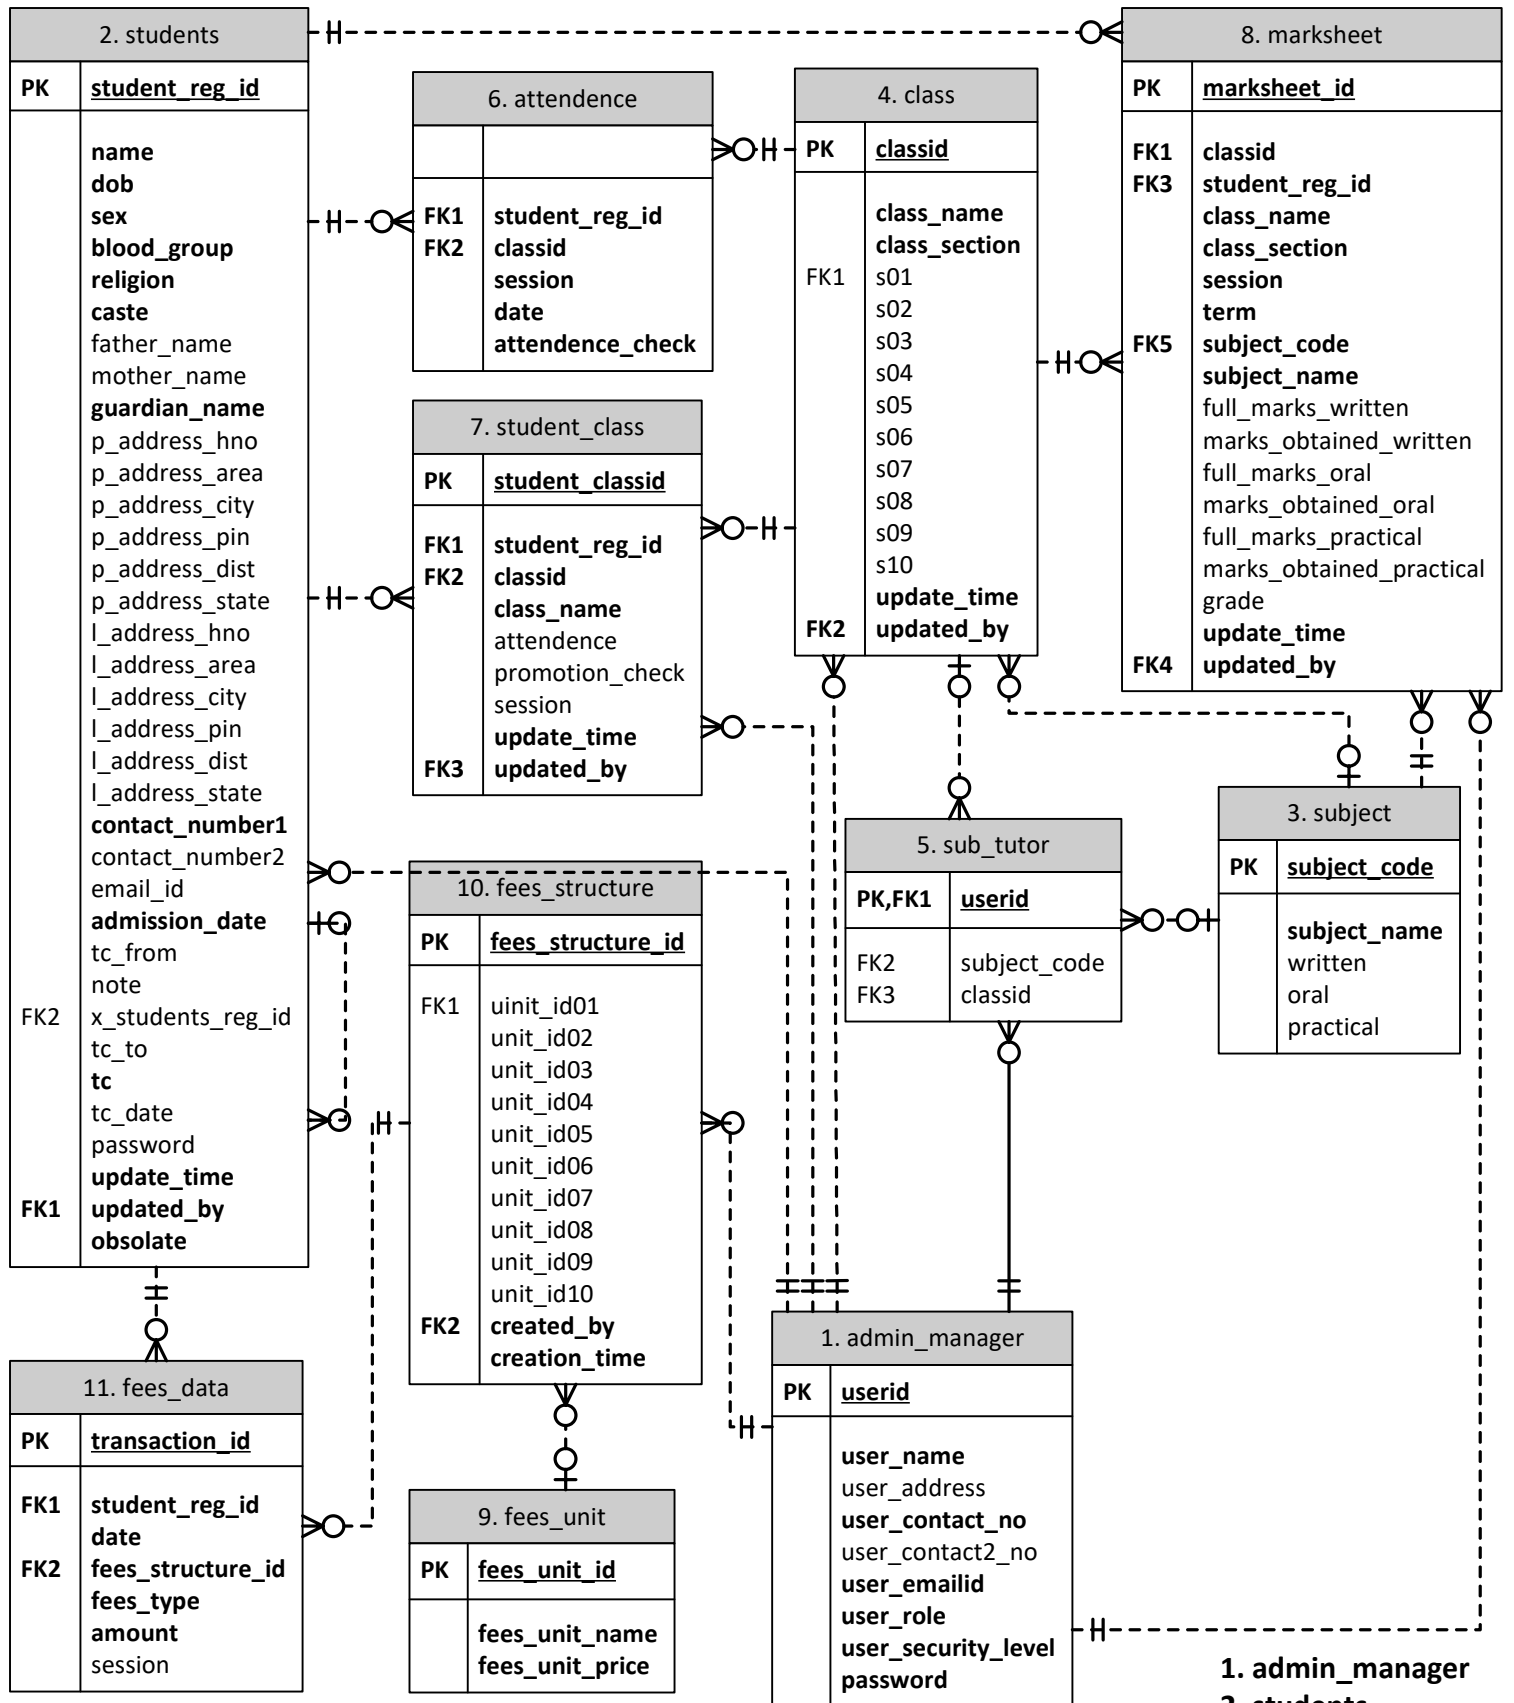 2. students
PK student_reg_id
name
dob
sex
blood_group
religion
caste
father_name
mother_name
guardian_name
p_address_hno
p_address_area
p_address_city
p_address_pin
p_address_dist
p_address_state
l_address_hno
l_address_area
l_address_city
l_address_pin
l_address_dist
l_address_state
contact_number1
contact_number2
email_id
admission_date
tc_from
note
FK2 x_students_reg_id
tc_to
tc
tc_date
password
update_time
FK1 updated_by
obsolate
6. attendence
FK1 student_reg_id
FK2 classid
session
date
attendence_check
4. class
PK classid
class_name
class_section
FK1 s01
s02
s03
s04
s05
s06
s07
s08
s09
s10
update_time
FK2 updated_by
8. marksheet
PK marksheet_id
FK1 classid
FK3 student_reg_id
class_name
class_section
session
term
FK5 subject_code
subject_name
full_marks_written
marks_obtained_written
full_marks_oral
marks_obtained_oral
full_marks_practical
marks_obtained_practical
grade
update_time
FK4 updated_by
7. student_class
PK student_classid
FK1 student_reg_id
FK2 classid
class_name
attendence
promotion_check
session
update_time
FK3 updated_by
5. sub_tutor
PK,FK1 userid
FK2 subject_code
FK3 classid
3. subject
PK subject_code
subject_name
written
oral
practical
10. fees_structure
PK fees_structure_id
FK1 uinit_id01
unit_id02
unit_id03
unit_id04
unit_id05
unit_id06
unit_id07
unit_id08
unit_id09
unit_id10
FK2 created_by
creation_time
11. fees_data
PK transaction_id
FK1 student_reg_id
date
FK2 fees_structure_id
fees_type
amount
session
9. fees_unit
PK fees_unit_id
fees_unit_name
fees_unit_price
1. admin_manager
PK userid
user_name
user_address
user_contact_no
user_contact2_no
user_emailid
user_role
user_security_level
password
1. admin_manager
2. students